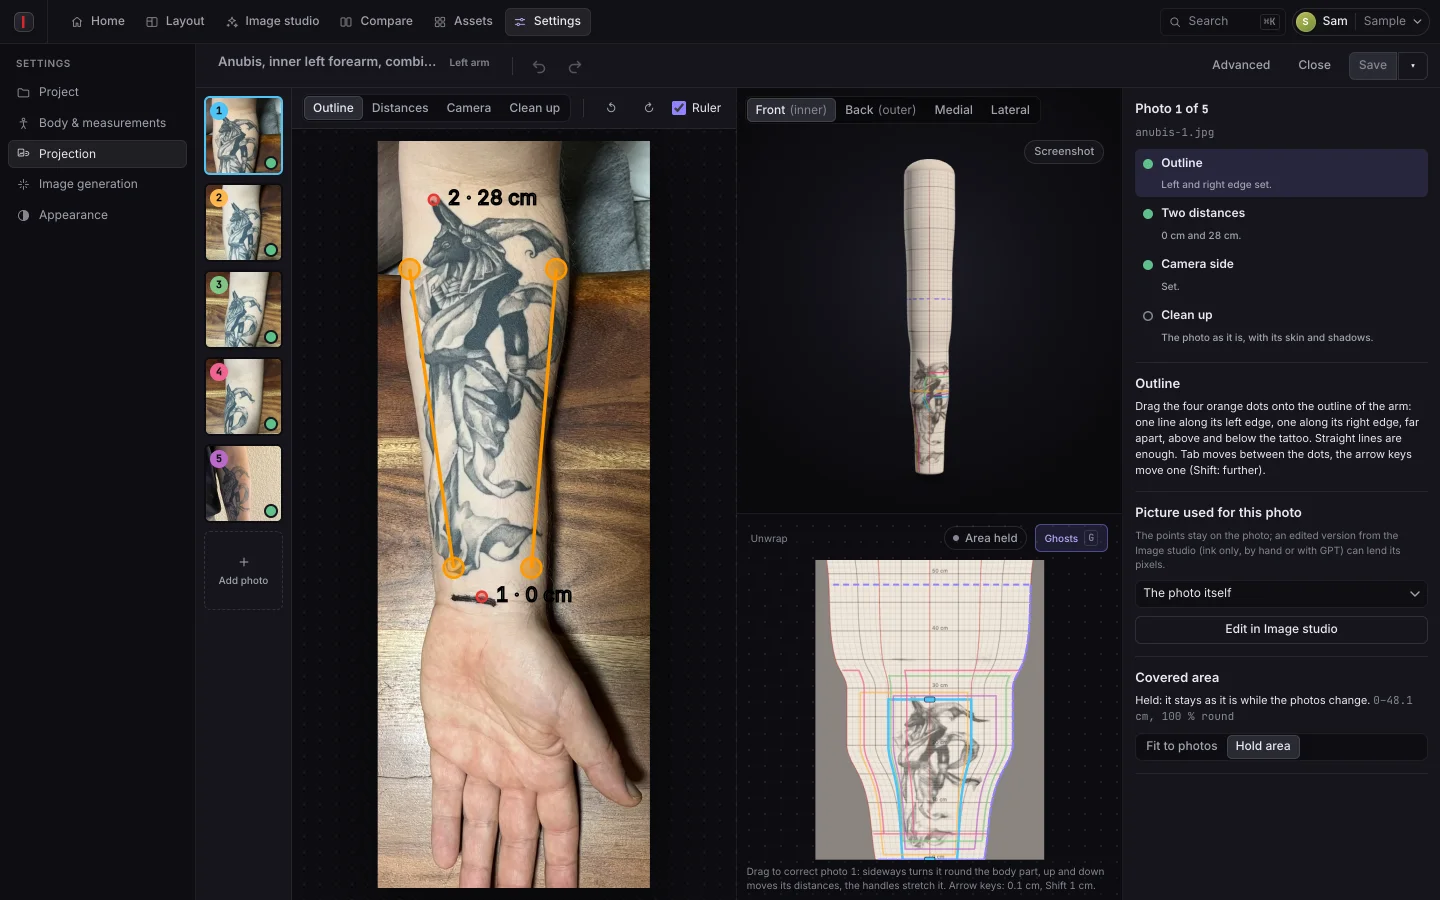 Home
Layout
Image studio
Compare
Assets
Settings
Search
⌘K
S
Sam
Sample
SETTINGS
Project
Body & measurements
Projection
Image generation
Appearance
Anubis, inner left forearm, combi...
Left arm
Advanced
Close
Save
1
2
3
4
5
Add photo
Outline
Distances
Camera
Clean up
Ruler
2 · 28 cm
1 · 0 cm
Front (inner)
Back (outer)
Medial
Lateral
Screenshot
Unwrap
Area held
Ghosts G
50 cm
40 cm
30 cm
Drag to correct photo 1: sideways turns it round the body part, up and down
moves its distances, the handles stretch it. Arrow keys: 0.1 cm, Shift 1 cm.
Photo 1 of 5
anubis-1.jpg
Outline
Left and right edge set.
Two distances
0 cm and 28 cm.
Camera side
Set.
Clean up
The photo as it is, with its skin and shadows.
Outline
Drag the four orange dots onto the outline of the arm:
one line along its left edge, one along its right edge, far
apart, above and below the tattoo. Straight lines are
enough. Tab moves between the dots, the arrow keys
move one (Shift: further).
Picture used for this photo
The points stay on the photo; an edited version from the
Image studio (ink only, by hand or with GPT) can lend its
pixels.
The photo itself
Edit in Image studio
Covered area
Held: it stays as it is while the photos change. 0–48.1
cm, 100 % round
Fit to photos
Hold area